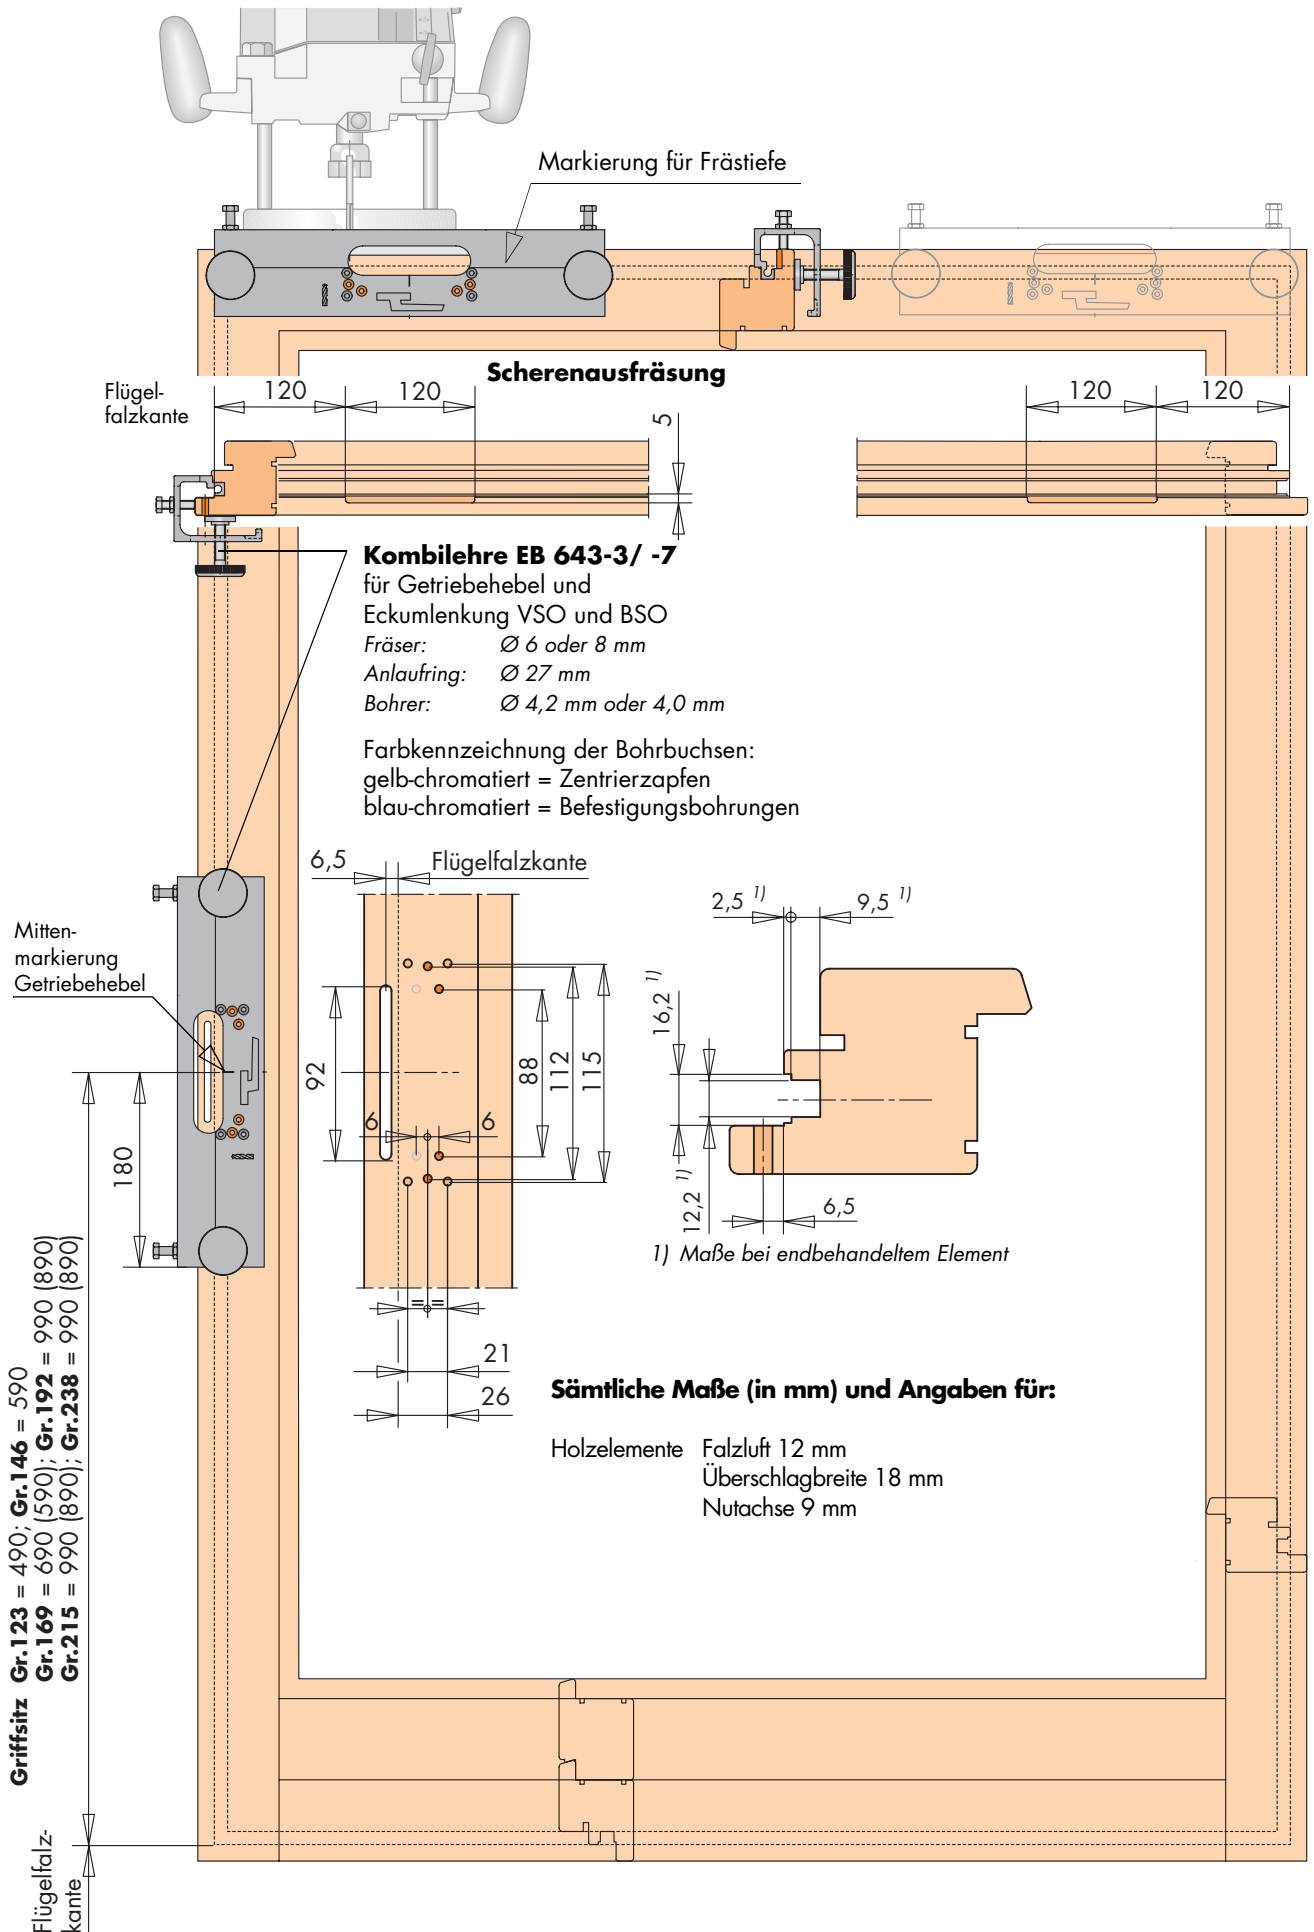 Markierung für Frästiefe
Scherenausfräsung
Flügel-
falzkante
120
120
5
120
120
Kombilehre EB 643-3/ -7
für Getriebehebel und
Eckumlenkung VSO und BSO
Fräser: Ø 6 oder 8 mm
Anlaufring: Ø 27 mm
Bohrer: Ø 4,2 mm oder 4,0 mm
Farbkennzeichnung der Bohrbuchsen:
gelb-chromatiert = Zentrierzapfen
blau-chromatiert = Befestigungsbohrungen
6,5
Flügelfalzkante
2,5 1)
9,5 1)
Mitten-
markierung
Getriebehebel
16,2 1)
92
88
112
115
6
6
180
12,2 1)
6,5
1) Maße bei endbehandeltem Element
= =
21
26
Sämtliche Maße (in mm) und Angaben für:
Holzelemente Falzluft 12 mm
Überschlagbreite 18 mm
Nutachse 9 mm
Griffsitz Gr.123 = 490; Gr.146 = 590
Gr.169 = 690 (590); Gr.192 = 990 (890)
Gr.215 = 990 (890); Gr.238 = 990 (890)
Flügelfalz-
kante